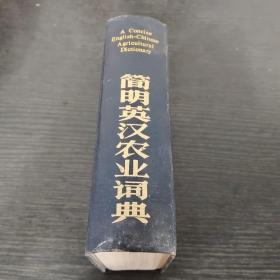 A Concise
English-Chinese
Agricultural
Dictionary
简明英汉农业词典